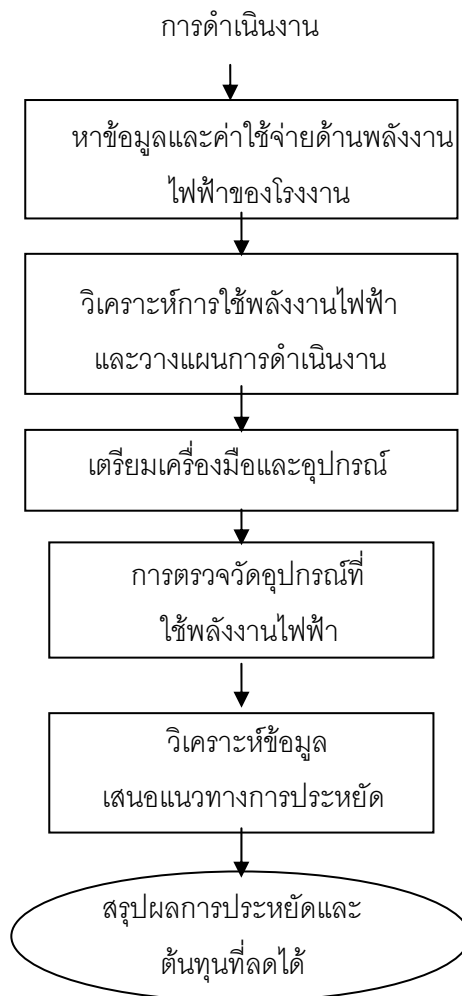 การดำเนินงาน
หาข้อมูลและค่าใช้จ่ายด้านพลังงาน
ไฟฟ้าของโรงงาน
วิเคราะห์การใช้พลังงานไฟฟ้า
และวางแผนการดำเนินงาน
เตรียมเครื่องมือและอุปกรณ์
การตรวจวัดอุปกรณ์ที่
ใช้พลังงานไฟฟ้า
วิเคราะห์ข้อมูล
เสนอแนวทางการประหยัด
สรุปผลการประหยัดและ
ต้นทุนที่ลดได้